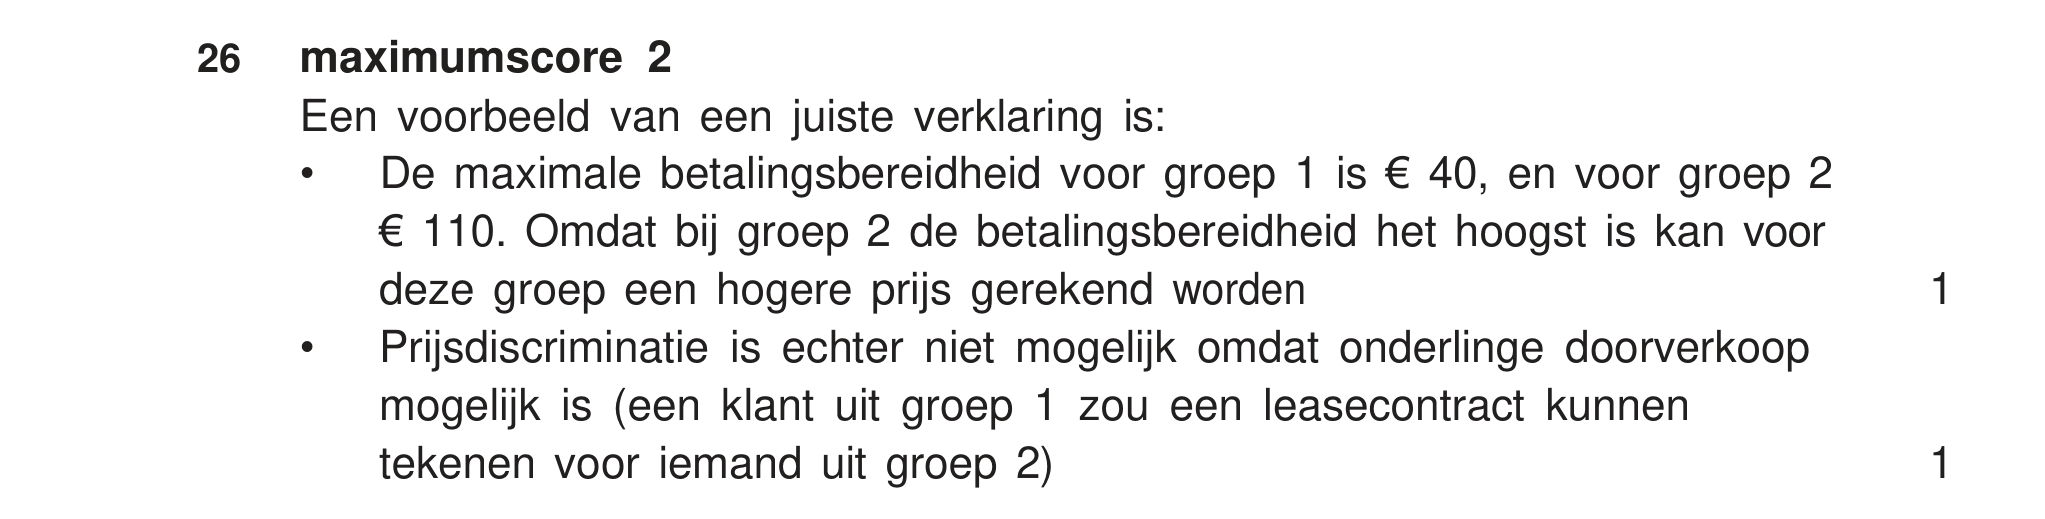 26 maximumscore 2
Een voorbeeld van een juiste verklaring is:
• De maximale betalingsbereidheid voor groep 1 is € 40, en voor groep 2
€ 110. Omdat bij groep 2 de betalingsbereidheid het hoogst is kan voor
deze groep een hogere prijs gerekend worden 1
• Prijsdiscriminatie is echter niet mogelijk omdat onderlinge doorverkoop
mogelijk is (een klant uit groep 1 zou een leasecontract kunnen
tekenen voor iemand uit groep 2) 1